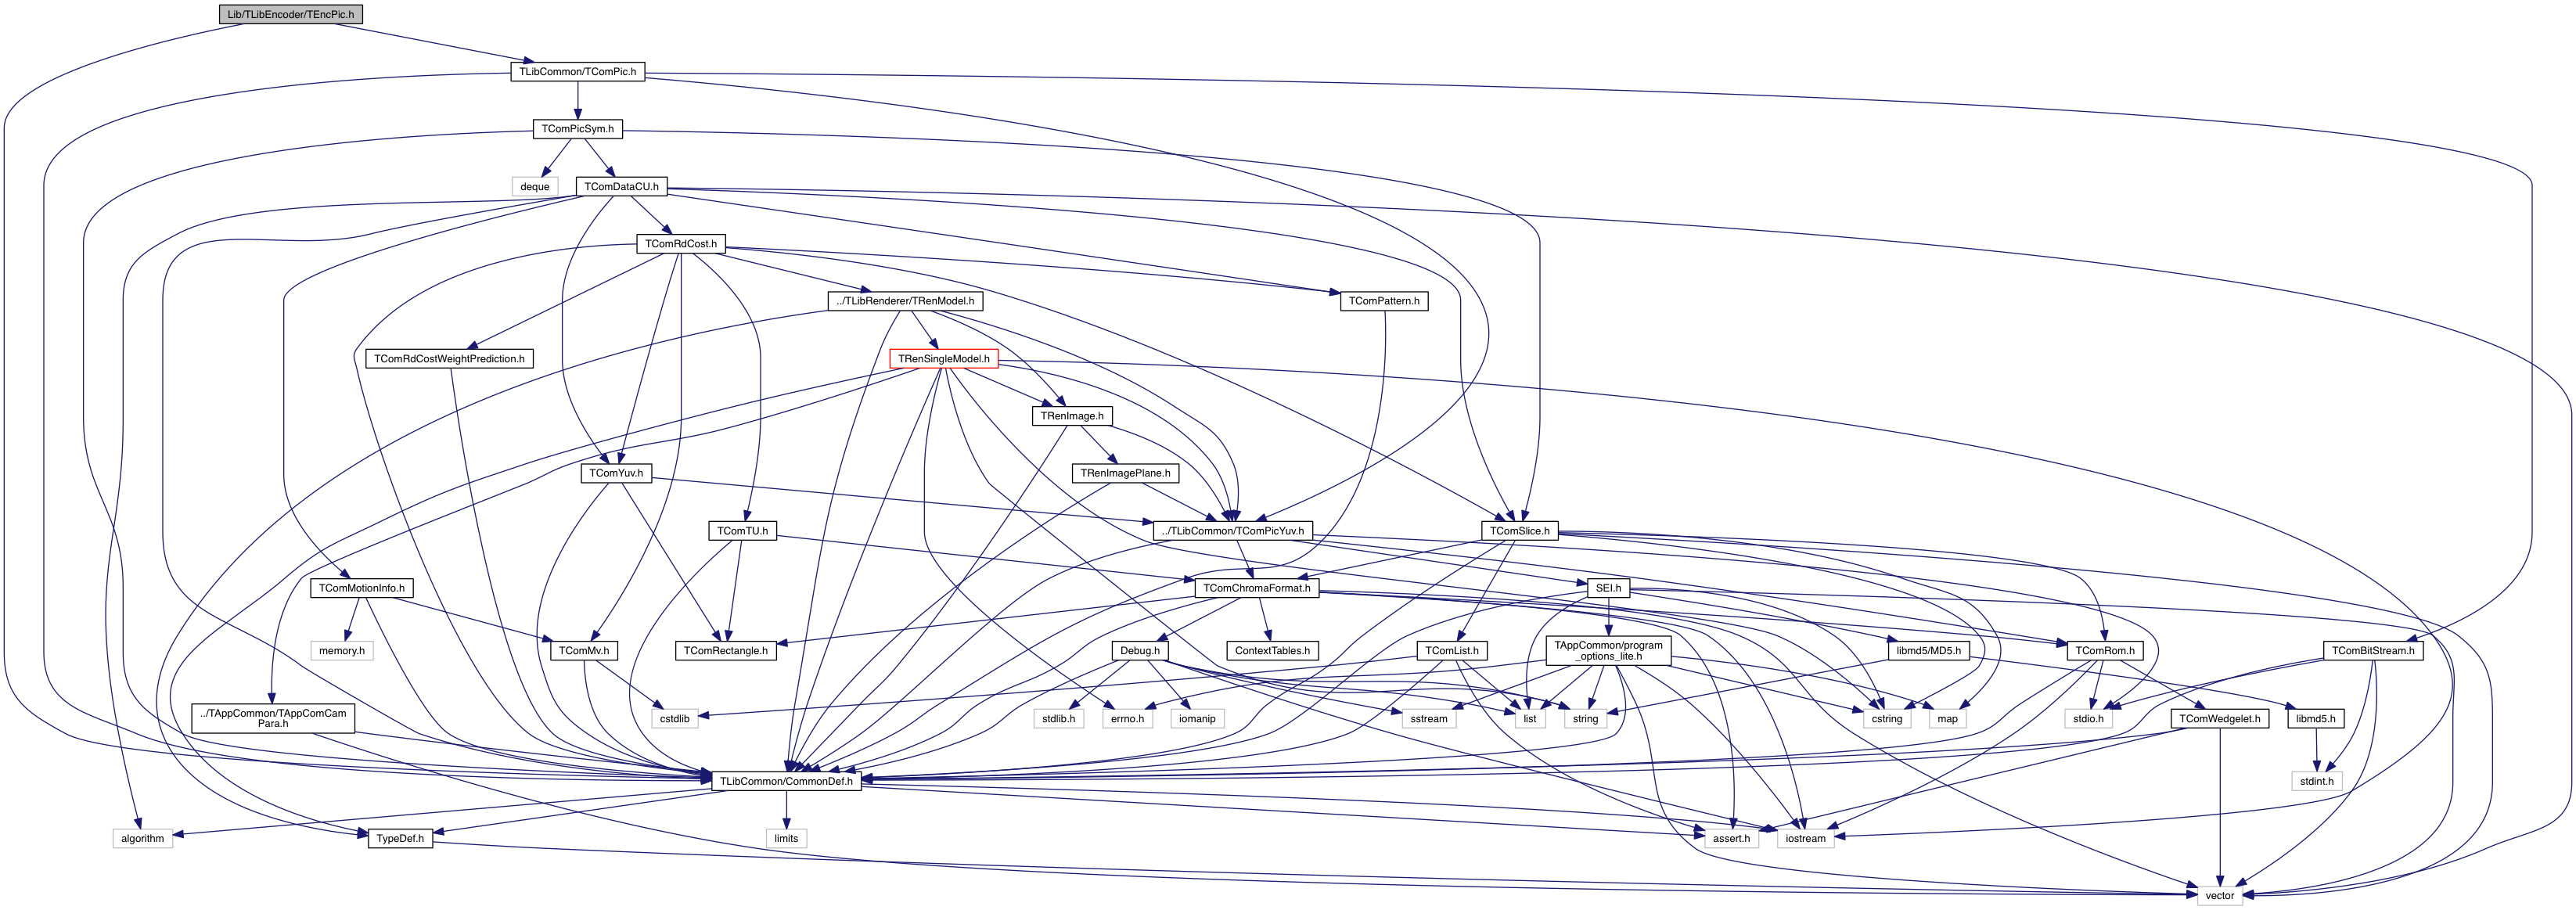 Lib/TLibEncoder/TEncPic.h
TLibCommon/TComPic.h
TComPicSym.h
deque
TComDataCU.h
TComRdCost.h
../TLibRenderer/TRenModel.h
TComPattern.h
TComRdCostWeightPrediction.h
TRenSingleModel.h
TRenImage.h
TComYuv.h
TRenImagePlane.h
TComTU.h
../TLibCommon/TComPicYuv.h
TComSlice.h
TComMotionInfo.h
TComChromaFormat.h
SEI.h
memory.h
TComMv.h
TComRectangle.h
Debug.h
ContextTables.h
TComList.h
TAppCommon/program
_options_lite.h
libmd5/MD5.h
TComRom.h
TComBitStream.h
../TAppCommon/TAppComCam
Para.h
cstdlib
stdlib.h
errno.h
iomanip
sstream
list
string
cstring
map
stdio.h
TComWedgelet.h
libmd5.h
TLibCommon/CommonDef.h
stdint.h
algorithm
TypeDef.h
limits
assert.h
iostream
vector